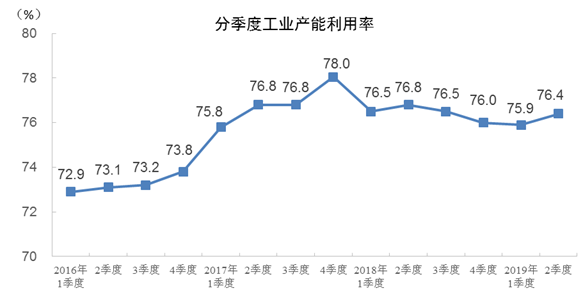 (%)
分季度工业产能利用率
80
78
76
74
72
70
72.9
73.1
73.2
73.8
75.8
76.8
76.8
78.0
76.5
76.8
76.5
76.0
75.9
76.4
2016年
1季度
2季度
3季度
4季度
2017年
1季度
2季度
3季度
4季度
2018年
1季度
2季度
3季度
4季度
2019年
1季度
2季度